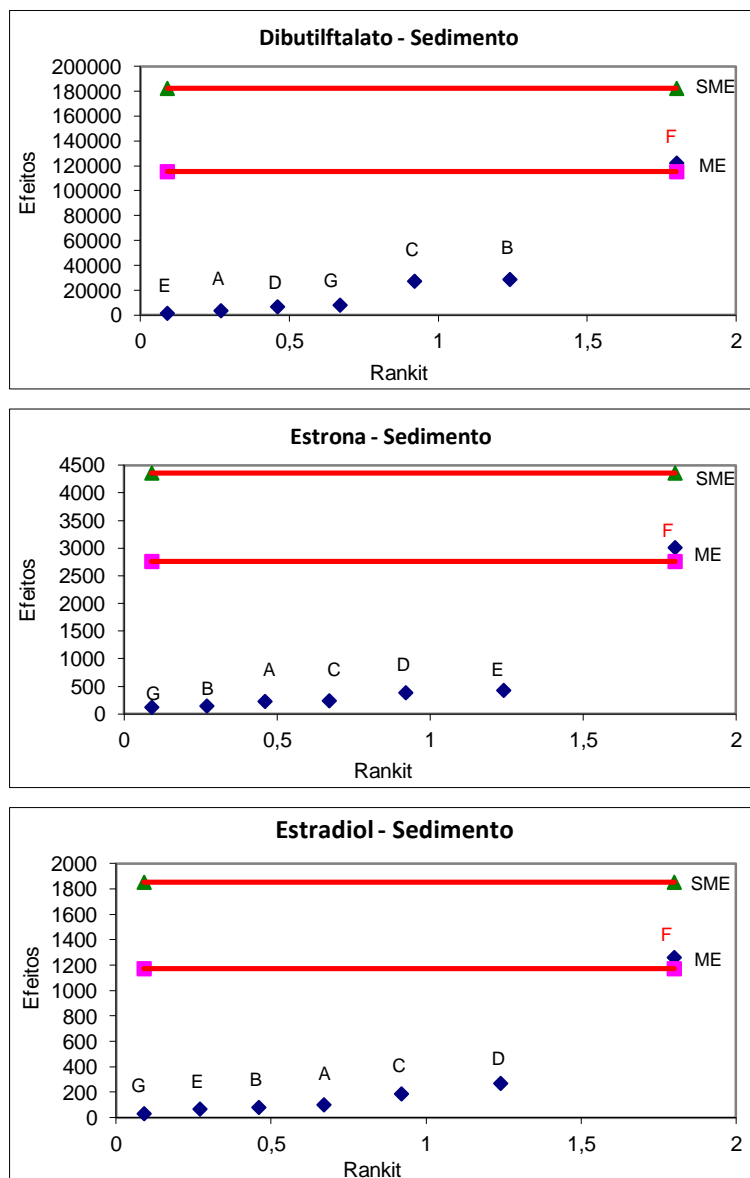 Dibutilftalato - Sedimento
200000
180000
160000
140000
120000
100000
80000
60000
40000
20000
0
Efeitos
SME
F
ME
E
A
D
G
C
B
0
0,5
1
1,5
2
Rankit
Estrona - Sedimento
4500
4000
3500
3000
2500
2000
1500
1000
500
0
Efeitos
SME
F
ME
G
B
A
C
D
E
0
0,5
1
1,5
2
Rankit
Estradiol - Sedimento
2000
1800
1600
1400
1200
1000
800
600
400
200
0
Efeitos
SME
F
ME
G
E
B
A
C
D
0
0,5
1
1,5
2
Rankit